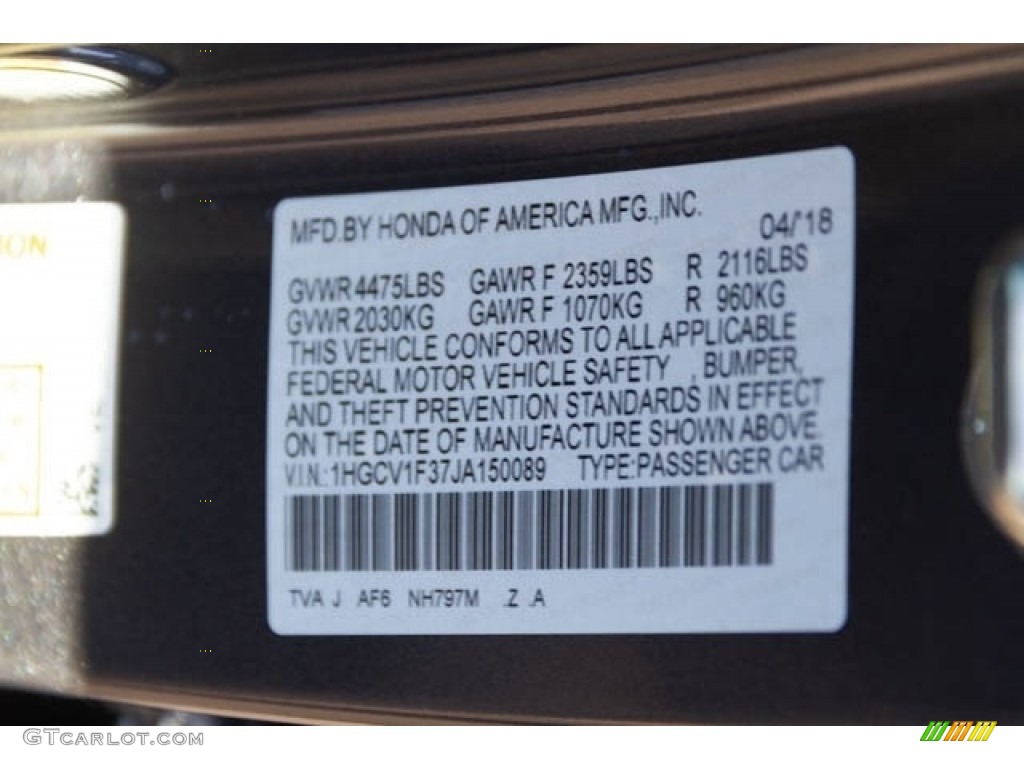 MFD.BY HONDA OF AMERICA MFG.,INC.
04/'18
GVWR 4475LBS GAWR F 2359LBS R 2116LBS
GVWR 2030KG GAWR F 1070KG R 960KG
THIS VEHICLE CONFORMS TO ALL APPLICABLE
FEDERAL MOTOR VEHICLE SAFETY , BUMPER,
AND THEFT PREVENTION STANDARDS IN EFFECT
ON THE DATE OF MANUFACTURE SHOWN ABOVE.
V.I.N.:1HGCV1F37JA150089 TYPE:PASSENGER CAR
TVA J AF6 NH797M .Z .A
GTCarLot.com